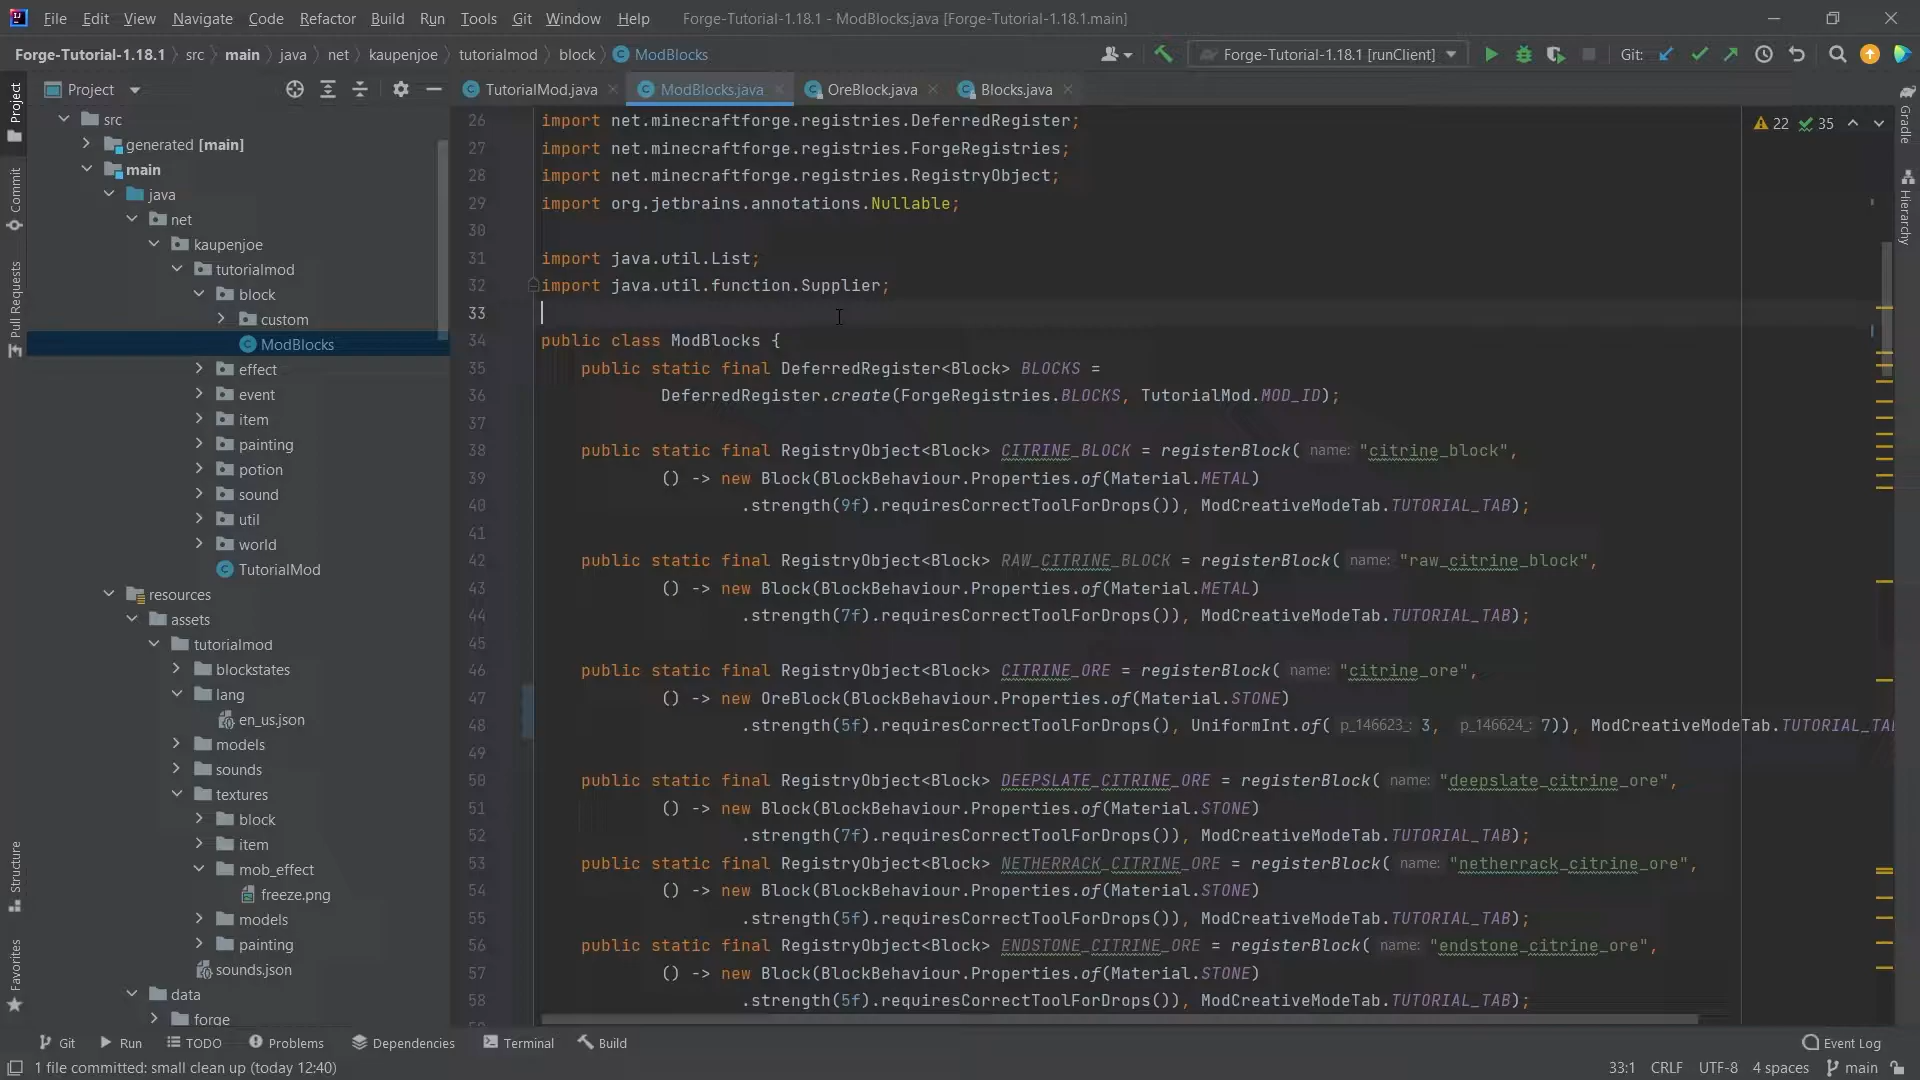 File Edit View Navigate Code Refactor Build Run Tools Git Window Help Forge-Tutorial-1.18.1 - ModBlocks.java [Forge-Tutorial-1.18.1.main]
Forge-Tutorial-1.18.1 src main java net kaupenjoe tutorialmod block ModBlocks Forge-Tutorial-1.18.1 [runClient] Git:
Project
TutorialMod.java ModBlocks.java OreBlock.java Blocks.java
Project
Commit
Pull Requests
Structure
Favorites
src
generated [main]
main
java
net
kaupenjoe
tutorialmod
block
custom
ModBlocks
effect
event
item
painting
potion
sound
util
world
TutorialMod
resources
assets
tutorialmod
blockstates
lang
en_us.json
models
sounds
textures
block
item
mob_effect
freeze.png
models
painting
sounds.json
data
forge
22 35
26 import net.minecraftforge.registries.DeferredRegister;
27 import net.minecraftforge.registries.ForgeRegistries;
28 import net.minecraftforge.registries.RegistryObject;
29 import org.jetbrains.annotations.Nullable;
30
31 import java.util.List;
32 import java.util.function.Supplier;
33
34 public class ModBlocks {
35 public static final DeferredRegister<Block> BLOCKS =
36 DeferredRegister.create(ForgeRegistries.BLOCKS, TutorialMod.MOD_ID);
37
38 public static final RegistryObject<Block> CITRINE_BLOCK = registerBlock( name: "citrine_block",
39 () -> new Block(BlockBehaviour.Properties.of(Material.METAL)
40 .strength(9f).requiresCorrectToolForDrops()), ModCreativeModeTab.TUTORIAL_TAB);
41
42 public static final RegistryObject<Block> RAW_CITRINE_BLOCK = registerBlock( name: "raw_citrine_block",
43 () -> new Block(BlockBehaviour.Properties.of(Material.METAL)
44 .strength(7f).requiresCorrectToolForDrops()), ModCreativeModeTab.TUTORIAL_TAB);
45
46 public static final RegistryObject<Block> CITRINE_ORE = registerBlock( name: "citrine_ore",
47 () -> new OreBlock(BlockBehaviour.Properties.of(Material.STONE)
48 .strength(5f).requiresCorrectToolForDrops(), UniformInt.of( p_146623_: 3, p_146624_: 7)), ModCreativeModeTab.TUTORIAL_TA
49
50 public static final RegistryObject<Block> DEEPSLATE_CITRINE_ORE = registerBlock( name: "deepslate_citrine_ore",
51 () -> new Block(BlockBehaviour.Properties.of(Material.STONE)
52 .strength(7f).requiresCorrectToolForDrops()), ModCreativeModeTab.TUTORIAL_TAB);
53 public static final RegistryObject<Block> NETHERRACK_CITRINE_ORE = registerBlock( name: "netherrack_citrine_ore",
54 () -> new Block(BlockBehaviour.Properties.of(Material.STONE)
55 .strength(5f).requiresCorrectToolForDrops()), ModCreativeModeTab.TUTORIAL_TAB);
56 public static final RegistryObject<Block> ENDSTONE_CITRINE_ORE = registerBlock( name: "endstone_citrine_ore",
57 () -> new Block(BlockBehaviour.Properties.of(Material.STONE)
58 .strength(5f).requiresCorrectToolForDrops()), ModCreativeModeTab.TUTORIAL_TAB);
Gradle
Hierarchy
Git Run TODO Problems Dependencies Terminal Build Event Log
1 file committed: small clean up (today 12:40) 33:1 CRLF UTF-8 4 spaces main